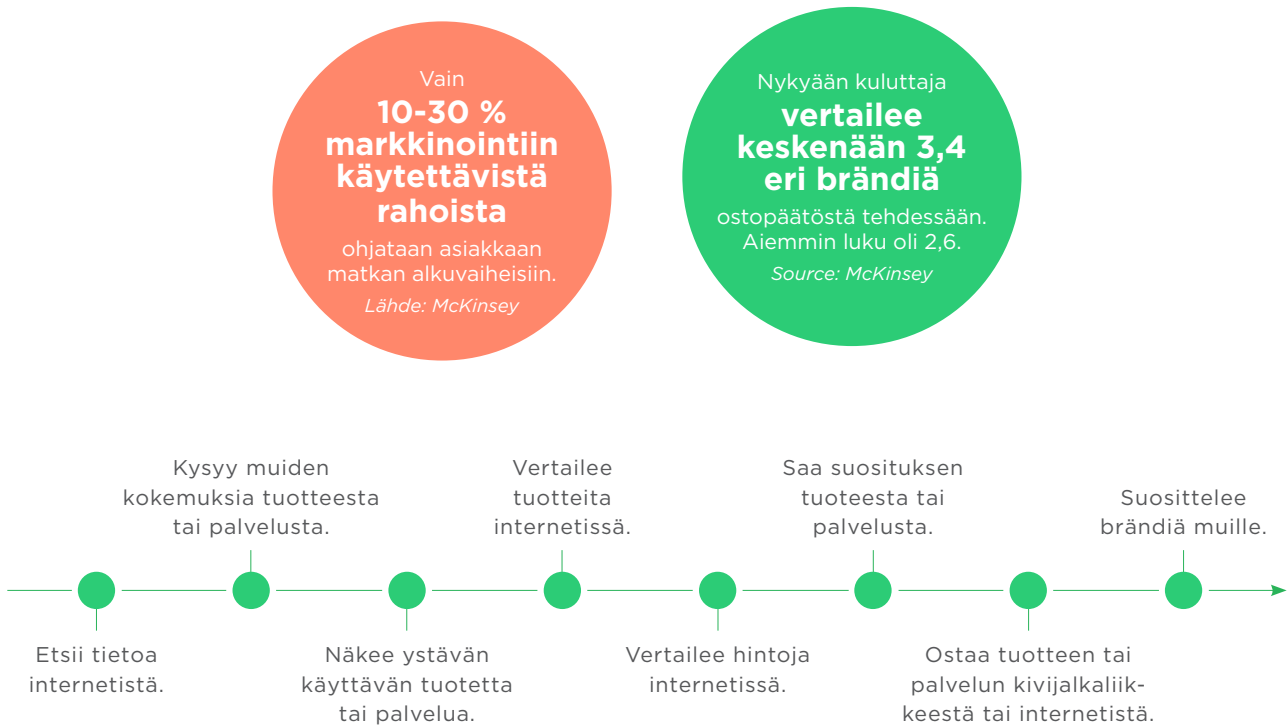 Vain
10-30 %
markkinointiin
käytettävistä
rahoista
ohjataan asiakkaan
matkan alkuvaiheisiin.
Lähde: McKinsey
Nykyään kuluttaja
vertailee
keskenään 3,4
eri brändiä
ostopäätöstä tehdessään.
Aiemmin luku oli 2,6.
Source: McKinsey
Etsii tietoa
internetistä.
Kysyy muiden
kokemuksia tuotteesta
tai palvelusta.
Näkee ystävän
käyttävän tuotetta
tai palvelua.
Vertailee
tuotteita
internetissä.
Vertailee hintoja
internetissä.
Saa suosituksen
tuoteesta tai
palvelusta.
Ostaa tuotteen tai
palvelun kivijalkaliik-
keestä tai internetistä.
Suosittelee
brändiä muille.